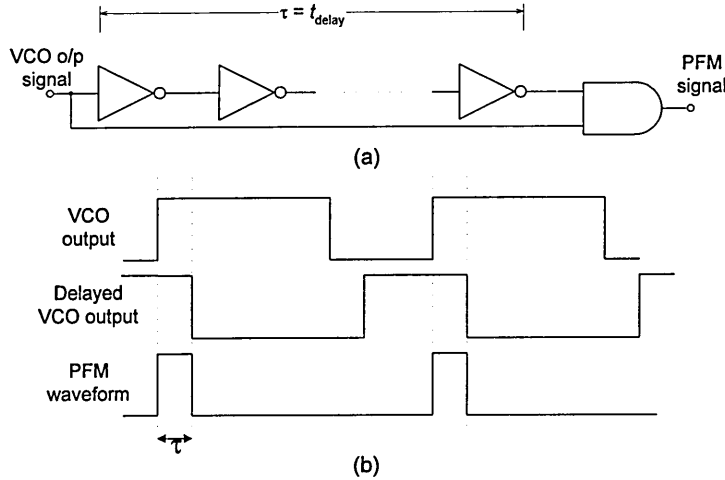 τ = t_delay
VCO o/p
signal
PFM
signal
(a)
VCO
output
Delayed
VCO output
PFM
waveform
τ
(b)